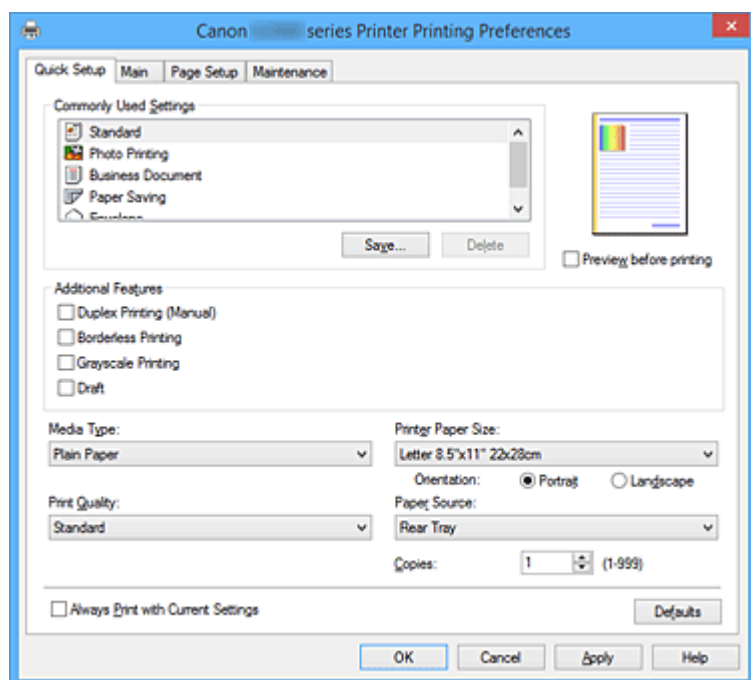 Canon series Printer Printing Preferences
Quick Setup Main Page Setup Maintenance
Commonly Used Settings
Standard
Photo Printing
Business Document
Paper Saving
Envelope
Save... Delete
Preview before printing
Additional Features
Duplex Printing (Manual)
Borderless Printing
Grayscale Printing
Draft
Media Type: Printer Paper Size:
Plain Paper Letter 8.5"x11" 22x28cm
Orientation: Portrait Landscape
Print Quality: Paper Source:
Standard Rear Tray
Copies: 1 (1-999)
Always Print with Current Settings Defaults
OK Cancel Apply Help